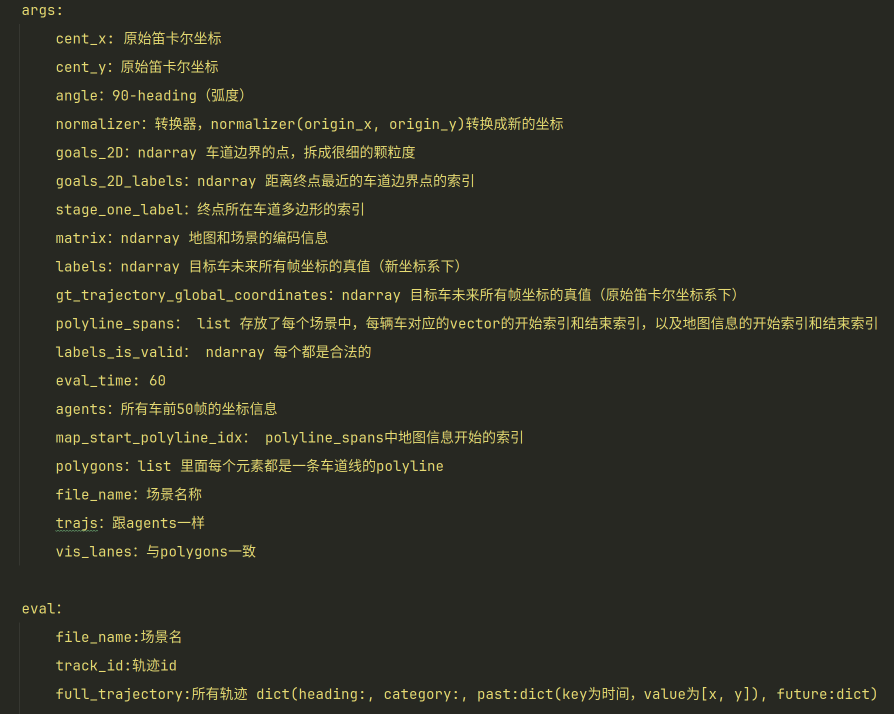 args:
cent_x: 原始笛卡尔坐标
cent_y：原始笛卡尔坐标
angle：90-heading（弧度）
normalizer：转换器，normalizer(origin_x, origin_y)转换成新的坐标
goals_2D：ndarray 车道边界的点，拆成很细的颗粒度
goals_2D_labels：ndarray 距离终点最近的车道边界点的索引
stage_one_label：终点所在车道多边形的索引
matrix：ndarray 地图和场景的编码信息
labels：ndarray 目标车未来所有帧坐标的真值（新坐标系下）
gt_trajectory_global_coordinates：ndarray 目标车未来所有帧坐标的真值（原始笛卡尔坐标系下）
polyline_spans： list 存放了每个场景中，每辆车对应的vector的开始索引和结束索引，以及地图信息的开始索引和结束索引
labels_is_valid： ndarray 每个都是合法的
eval_time: 60
agents：所有车前50帧的坐标信息
map_start_polyline_idx： polyline_spans中地图信息开始的索引
polygons：list 里面每个元素都是一条车道线的polyline
file_name：场景名称
trajs：跟agents一样
vis_lanes：与polygons一致
eval：
file_name:场景名
track_id:轨迹id
full_trajectory:所有轨迹 dict(heading:, category:, past:dict(key为时间，value为[x, y]), future:dict)